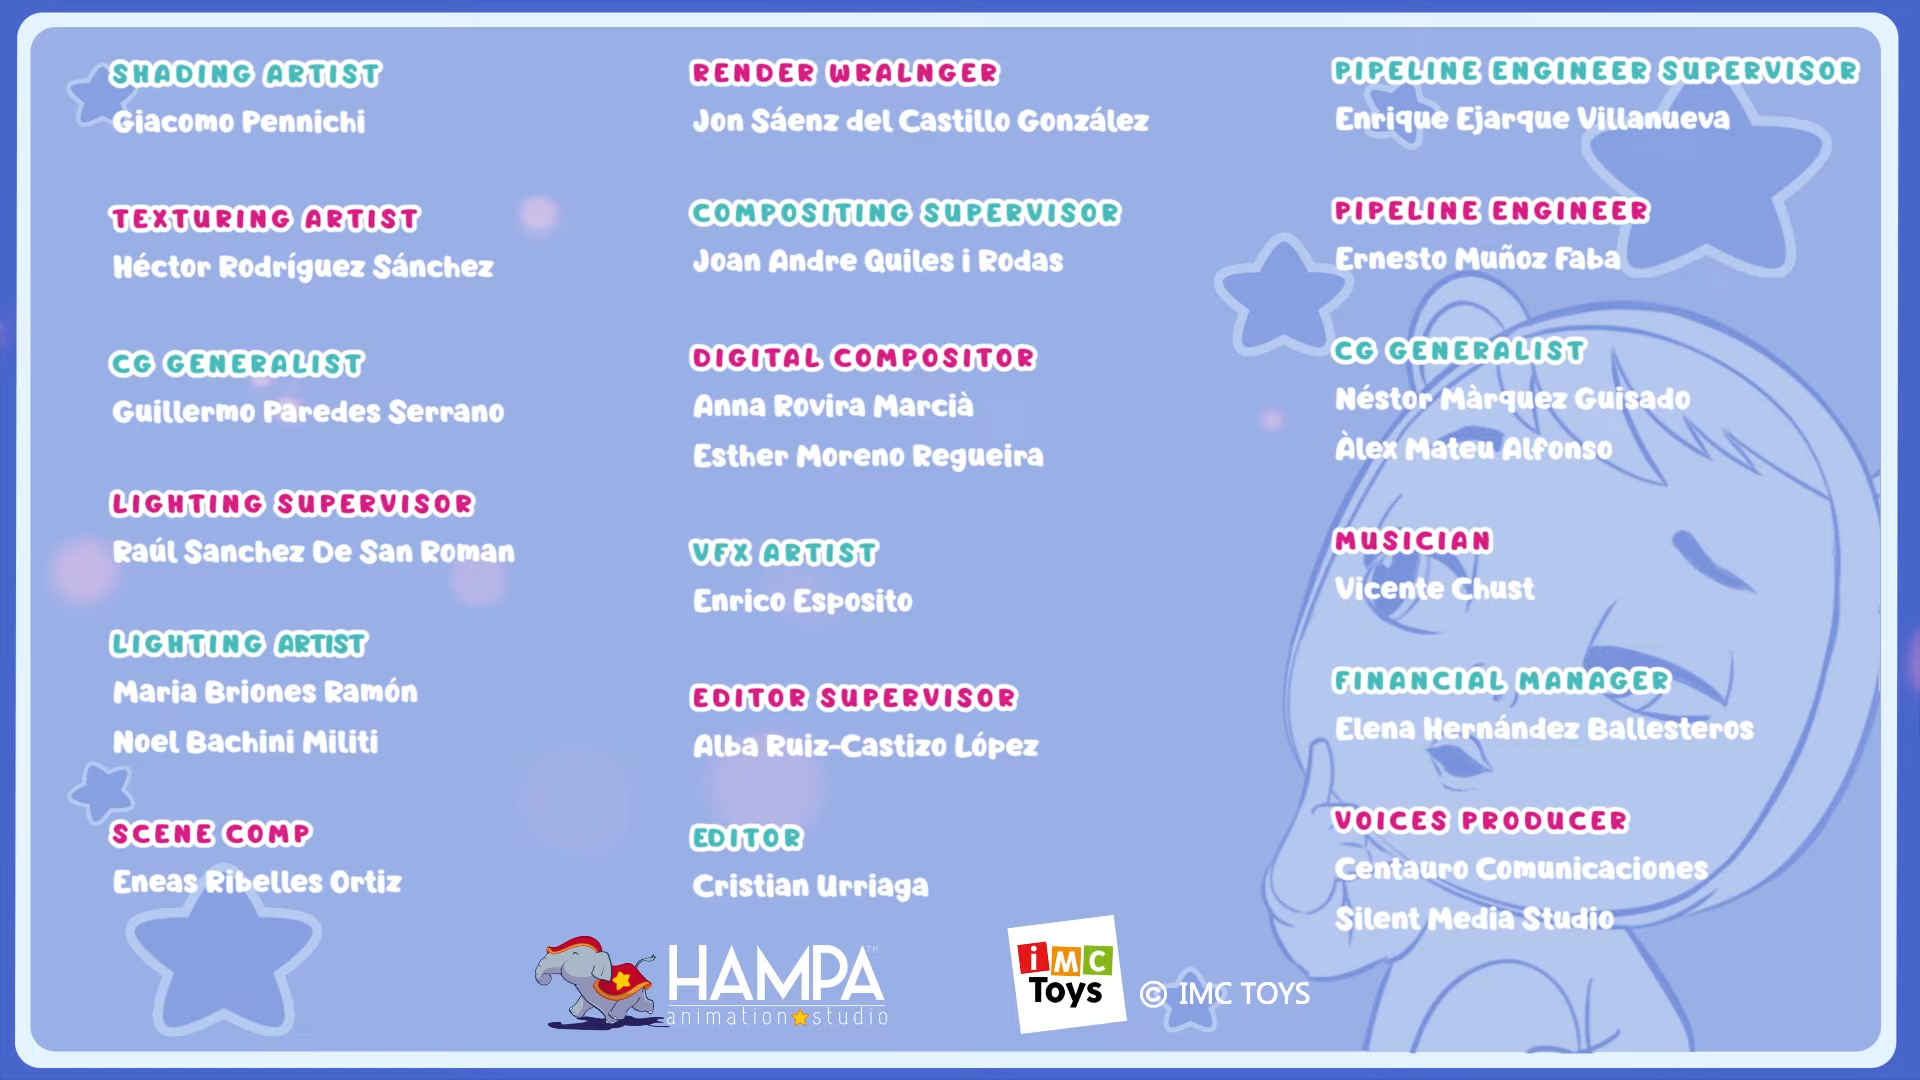 SHADING ARTIST
Giacomo Pennichi
TEXTURING ARTIST
Héctor Rodríguez Sánchez
CG GENERALIST
Guillermo Paredes Serrano
LIGHTING SUPERVISOR
Raúl Sanchez De San Roman
LIGHTING ARTIST
Maria Briones Ramón
Noel Bachini Militi
SCENE COMP
Eneas Ribelles Ortiz
RENDER WRALNGER
Jon Sáenz del Castillo González
COMPOSITING SUPERVISOR
Joan Andre Quiles i Rodas
DIGITAL COMPOSITOR
Anna Rovira Marcià
Esther Moreno Regueira
VFX ARTIST
Enrico Esposito
EDITOR SUPERVISOR
Alba Ruiz-Castizo López
EDITOR
Cristian Urriaga
PIPELINE ENGINEER SUPERVISOR
Enrique Ejarque Villanueva
PIPELINE ENGINEER
Ernesto Muñoz Faba
CG GENERALIST
Néstor Màrquez Guisado
Àlex Mateu Alfonso
MUSICIAN
Vicente Chust
FINANCIAL MANAGER
Elena Hernández Ballesteros
VOICES PRODUCER
Centauro Comunicaciones
Silent Media Studio
HAMPA™
animation studio
iMC
Toys
© IMC TOYS